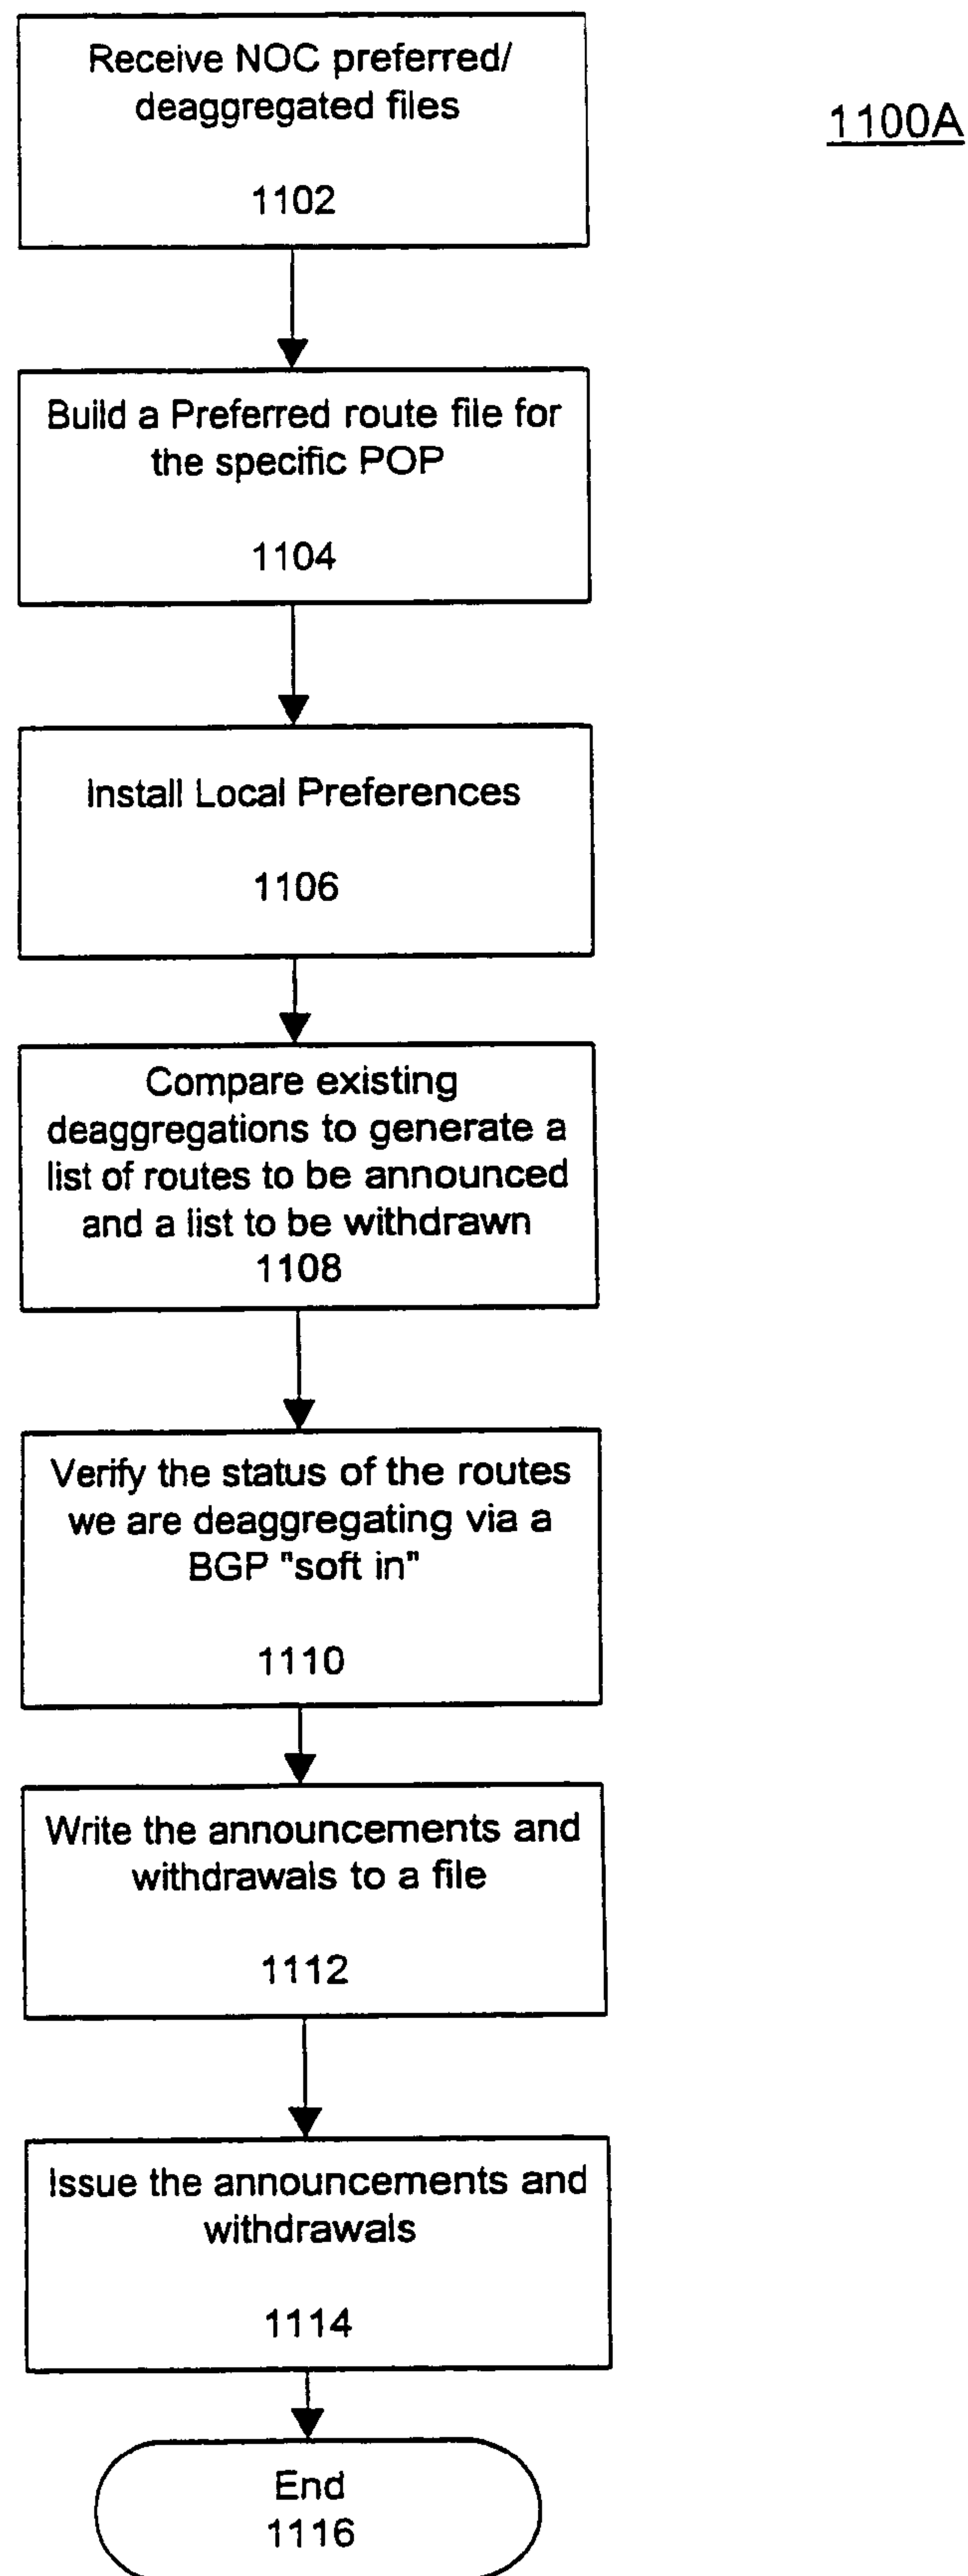 Receive NOC preferred/
deaggregated files
1102
1100A
Build a Preferred route file for
the specific POP
1104
Install Local Preferences
1106
Compare existing
deaggregations to generate a
list of routes to be announced
and a list to be withdrawn
1108
Verify the status of the routes
we are deaggregating via a
BGP "soft in"
1110
Write the announcements and
withdrawals to a file
1112
Issue the announcements and
withdrawals
1114
End
1116